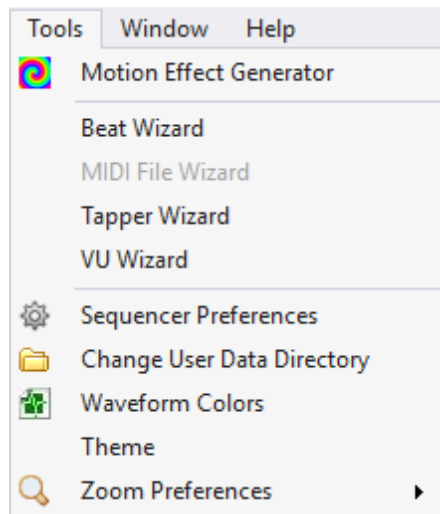 Tools Window Help
Motion Effect Generator
Beat Wizard
MIDI File Wizard
Tapper Wizard
VU Wizard
Sequencer Preferences
Change User Data Directory
Waveform Colors
Theme
Zoom Preferences